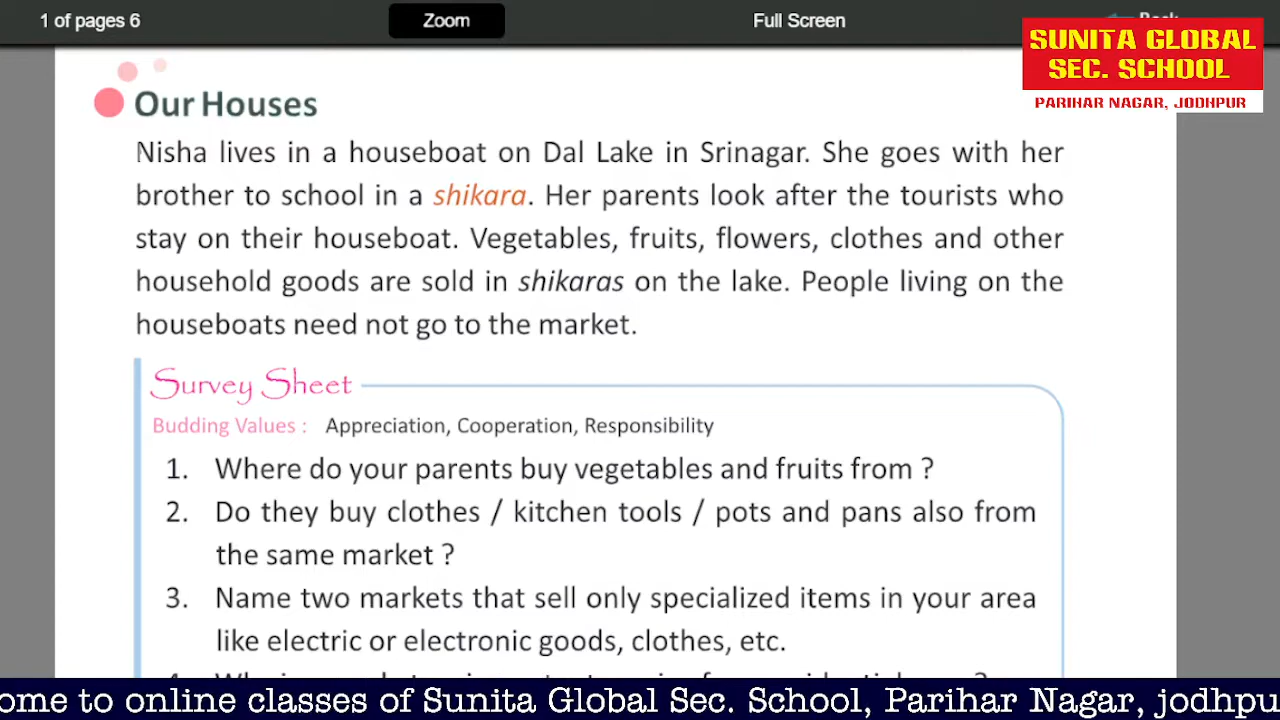 1 of pages 6
Zoom
Full Screen
SUNITA GLOBAL
SEC. SCHOOL
PARIHAR NAGAR, JODHPUR
Our Houses
Nisha lives in a houseboat on Dal Lake in Srinagar. She goes with her
brother to school in a shikara. Her parents look after the tourists who
stay on their houseboat. Vegetables, fruits, flowers, clothes and other
household goods are sold in shikaras on the lake. People living on the
houseboats need not go to the market.
Survey Sheet
Budding Values : Appreciation, Cooperation, Responsibility
1. Where do your parents buy vegetables and fruits from ?
2. Do they buy clothes / kitchen tools / pots and pans also from
the same market ?
3. Name two markets that sell only specialized items in your area
like electric or electronic goods, clothes, etc.
ome to online classes of Sunita Global Sec. School, Parihar Nagar, jodhpu